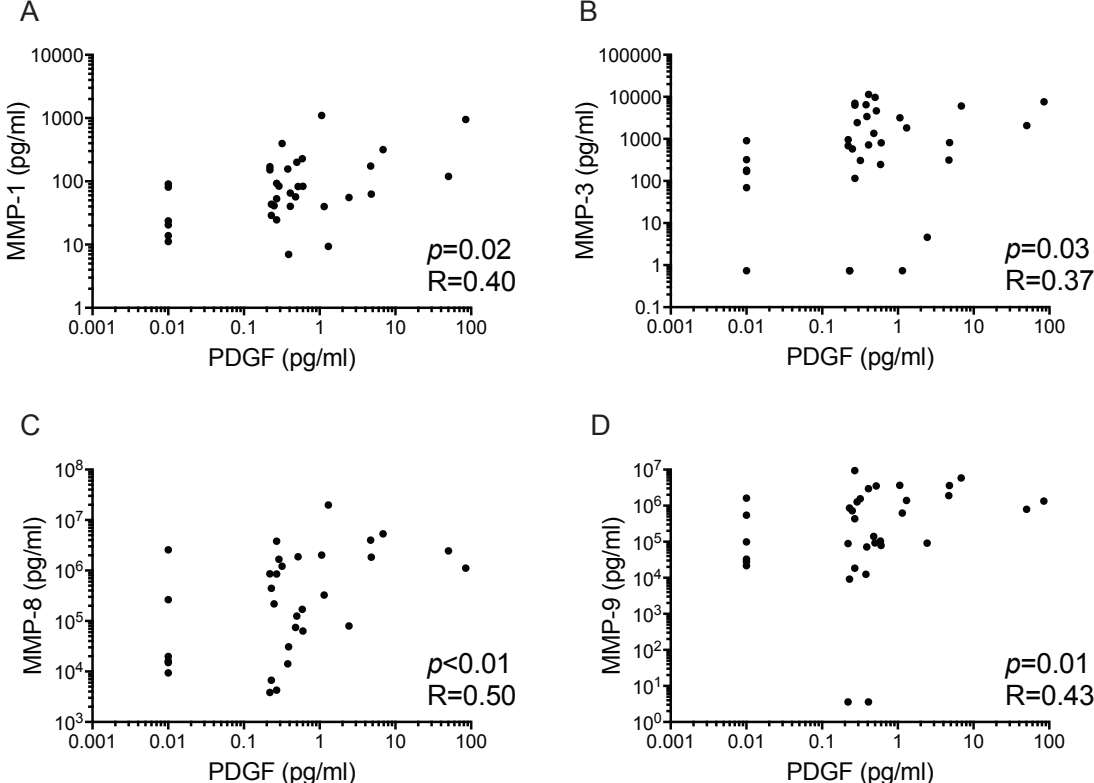 A
MMP-1 (pg/ml)
10000
1000
100
10
1
0.001 0.01 0.1 1 10 100
PDGF (pg/ml)
p=0.02
R=0.40
B
MMP-3 (pg/ml)
100000
10000
1000
100
10
1
0.1
0.001 0.01 0.1 1 10 100
PDGF (pg/ml)
p=0.03
R=0.37
C
MMP-8 (pg/ml)
10⁸
10⁷
10⁶
10⁵
10⁴
10³
0.001 0.01 0.1 1 10 100
PDGF (pg/ml)
p<0.01
R=0.50
D
MMP-9 (pg/ml)
10⁷
10⁶
10⁵
10⁴
10³
10²
10¹
10⁰
0.001 0.01 0.1 1 10 100
PDGF (pg/ml)
p=0.01
R=0.43